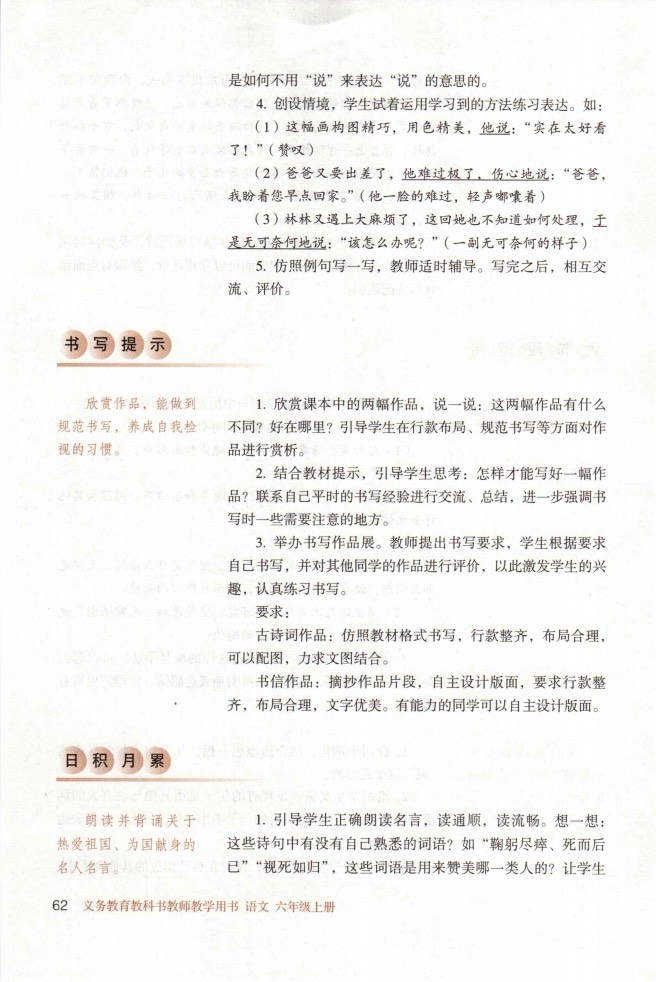 是如何不用“说”来表达“说”的意思的。
4. 创设情境，学生试着运用学习到的方法练习表达。如：
（1）这幅画构图精巧，用色精美，他说：“实在太好看
了！”（赞叹）
（2）爸爸又要出差了，他难过极了，伤心地说：“爸爸，
我盼着您早点回家。”（他一脸的难过，轻声嘟囔着）
（3）林林又遇上大麻烦了，这回她也不知道如何处理，于
是无可奈何地说：“该怎么办呢？”（一副无可奈何的样子）
5. 仿照例句写一写，教师适时辅导。写完之后，相互交
流、评价。
书写提示
欣赏作品，能做到
规范书写，养成自我检
视的习惯。
1. 欣赏课本中的两幅作品，说一说：这两幅作品有什么
不同？好在哪里？引导学生在行款布局、规范书写等方面对作
品进行赏析。
2. 结合教材提示，引导学生思考：怎样才能写好一幅作
品？联系自己平时的书写经验进行交流、总结，进一步强调书
写时一些需要注意的地方。
3. 举办书写作品展。教师提出书写要求，学生根据要求
自己书写，并对其他同学的作品进行评价，以此激发学生的兴
趣，认真练习书写。
要求：
古诗词作品：仿照教材格式书写，行款整齐，布局合理，
可以配图，力求文图结合。
书信作品：摘抄作品片段，自主设计版面，要求行款整
齐，布局合理，文字优美。有能力的同学可以自主设计版面。
日积月累
朗读并背诵关于
热爱祖国、为国献身的
名人名言。
1. 引导学生正确朗读名言，读通顺，读流畅。想一想：
这些诗句中有没有自己熟悉的词语？如“鞠躬尽瘁、死而后
已”“视死如归”，这些词语是用来赞美哪一类人的？让学生
62 义务教育教科书教师教学用书 语文 六年级上册